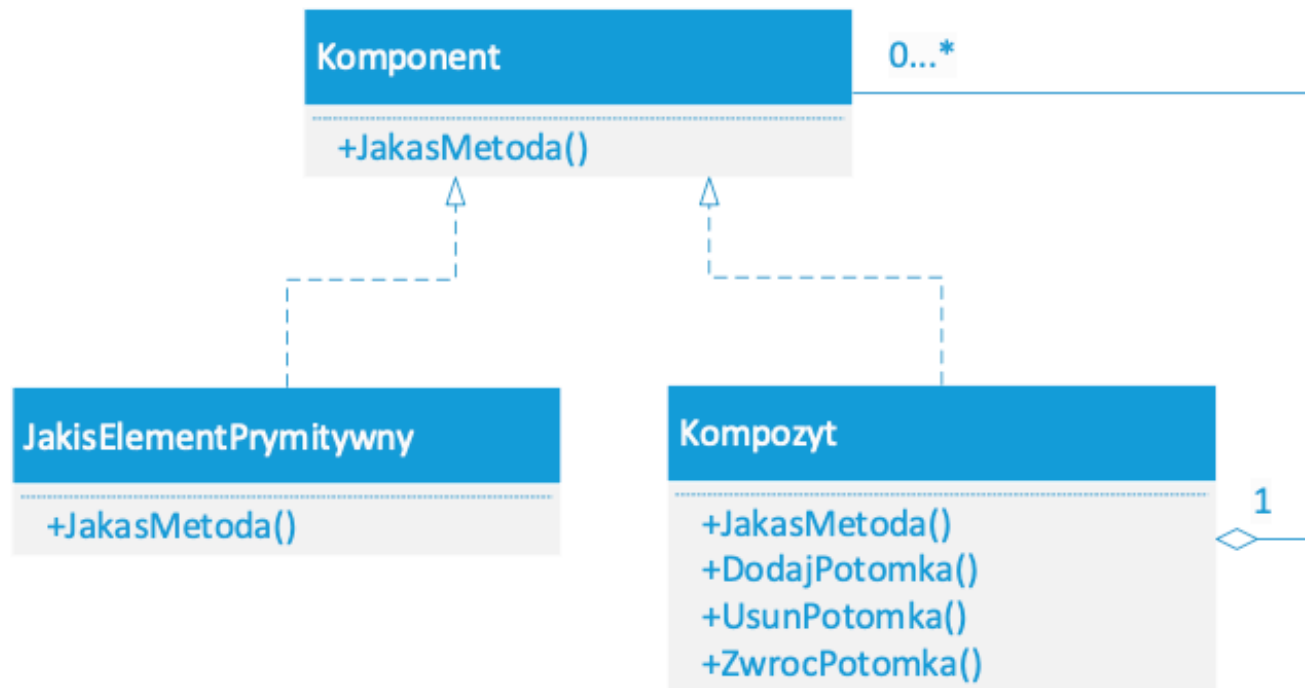 Komponent
0...*
+JakasMetoda()
JakisElementPrymitywny
+JakasMetoda()
Kompozyt
1
+JakasMetoda()
+DodajPotomka()
+UsunPotomka()
+ZwrocPotomka()